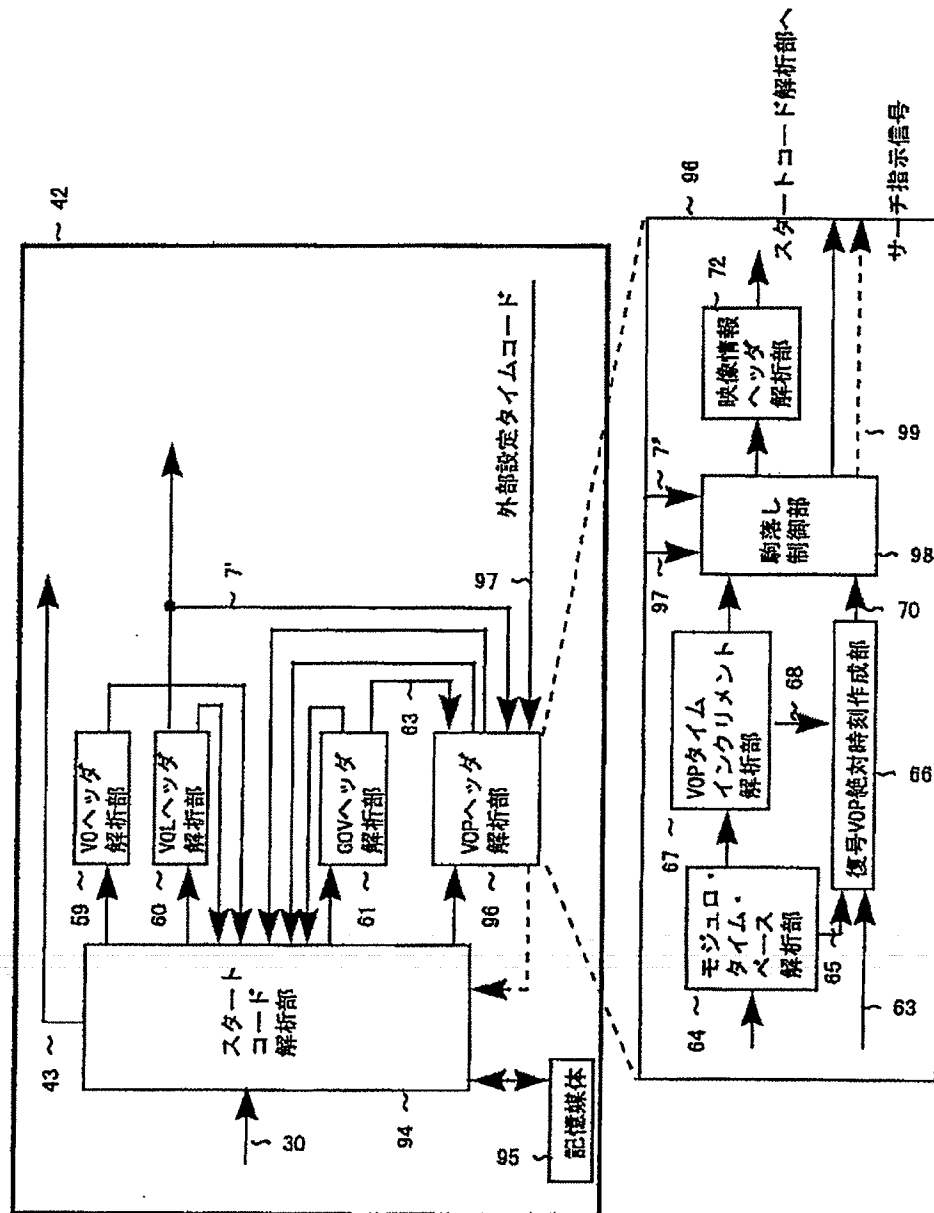 42
43
59
VOヘッダ
解析部
60
VOLヘッダ
解析部
7'
61
GOVヘッダ
解析部
63
96
VOPヘッダ
解析部
97
外部設定タイムコード
スタート
コード
解析部
30
94
95
記憶媒体
96
64
モジュロ・
タイム・
ベース
解析部
65
63
67
VOPタイム
インクリメント
解析部
68
復号VOP絶対時刻作成部
66
70
97
7'
駒落し
制御部
98
99
72
映像情報
ヘッダ
解析部
スタートコード解析部へ
サーチ指示信号